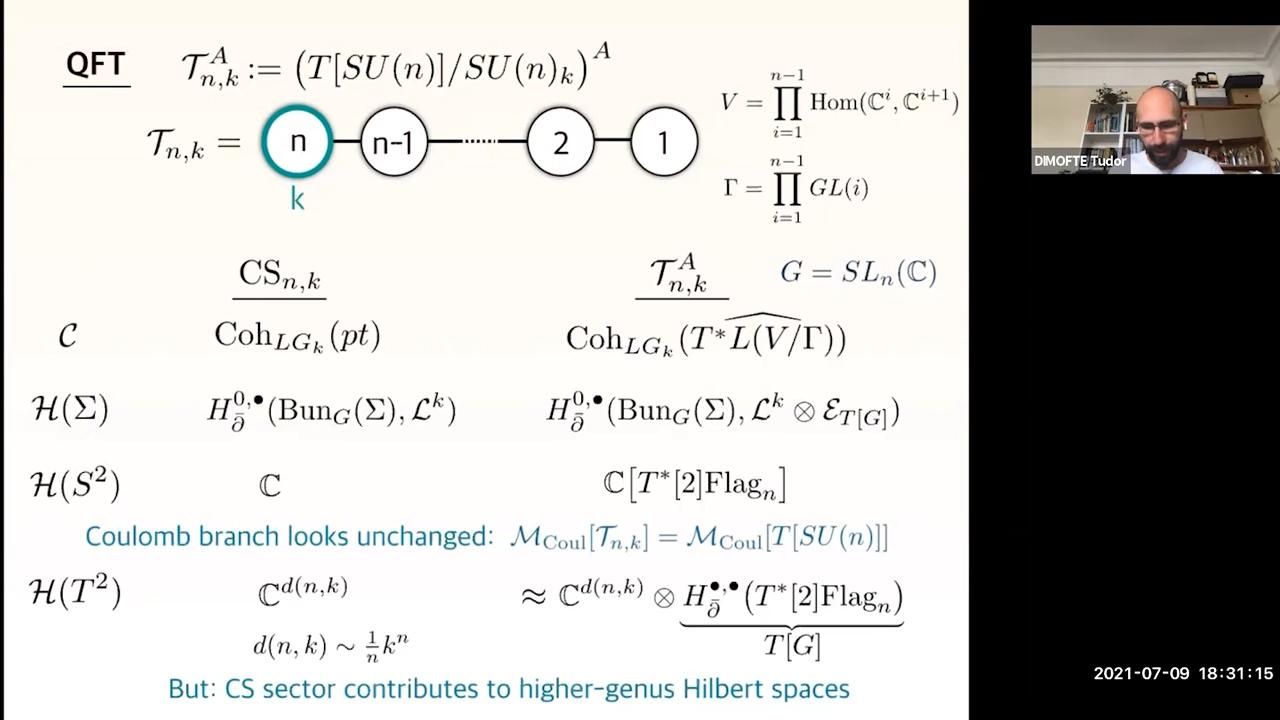 QFT 𝒯ᴬₙ,ₖ := (T[SU(n)]/SU(n)ₖ)ᴬ
𝒯ₙ,ₖ = n n-1 ...... 2 1
k
V = ∏_{i=1}^{n−1} Hom(ℂⁱ, ℂⁱ⁺¹)
Γ = ∏_{i=1}^{n−1} GL(i)
CSₙ,ₖ 𝒯ᴬₙ,ₖ G = SLₙ(ℂ)
𝒞 Coh_{LGₖ}(pt) Coh_{LGₖ}(T*\widehat{L(V/Γ)})
ℋ(Σ) H^{0,•}_{∂̄}(Bun_G(Σ), ℒᵏ) H^{0,•}_{∂̄}(Bun_G(Σ), ℒᵏ ⊗ ℰ_{T[G]})
ℋ(S²) ℂ ℂ[T*[2]Flagₙ]
Coulomb branch looks unchanged: ℳ_Coul[𝒯ₙ,ₖ] = ℳ_Coul[T[SU(n)]]
ℋ(T²) ℂ^{d(n,k)} ≈ ℂ^{d(n,k)} ⊗ H^{•,•}_{∂̄}(T*[2]Flagₙ)
d(n, k) ∼ 1/n kⁿ T[G]
But: CS sector contributes to higher-genus Hilbert spaces
DIMOFTE Tudor
2021-07-09 18:31:15